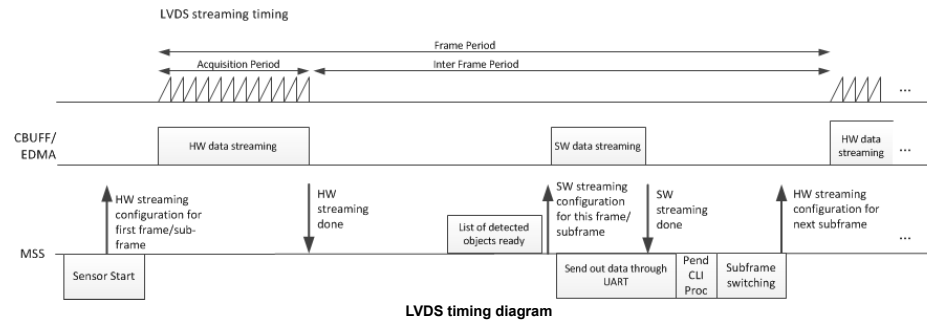 LVDS streaming timing
Frame Period
Acquisition Period
Inter Frame Period
...
CBUFF/
EDMA
HW data streaming
SW data streaming
HW data
streaming
...
HW streaming
configuration for
first frame/sub-
frame
HW
streaming
done
List of detected
objects ready
SW streaming
configuration
for this frame/
subframe
SW
streaming
done
HW streaming
configuration for
next subframe
...
MSS
Sensor Start
Send out data through
UART
Pend
CLI
Proc
Subframe
switching
LVDS timing diagram